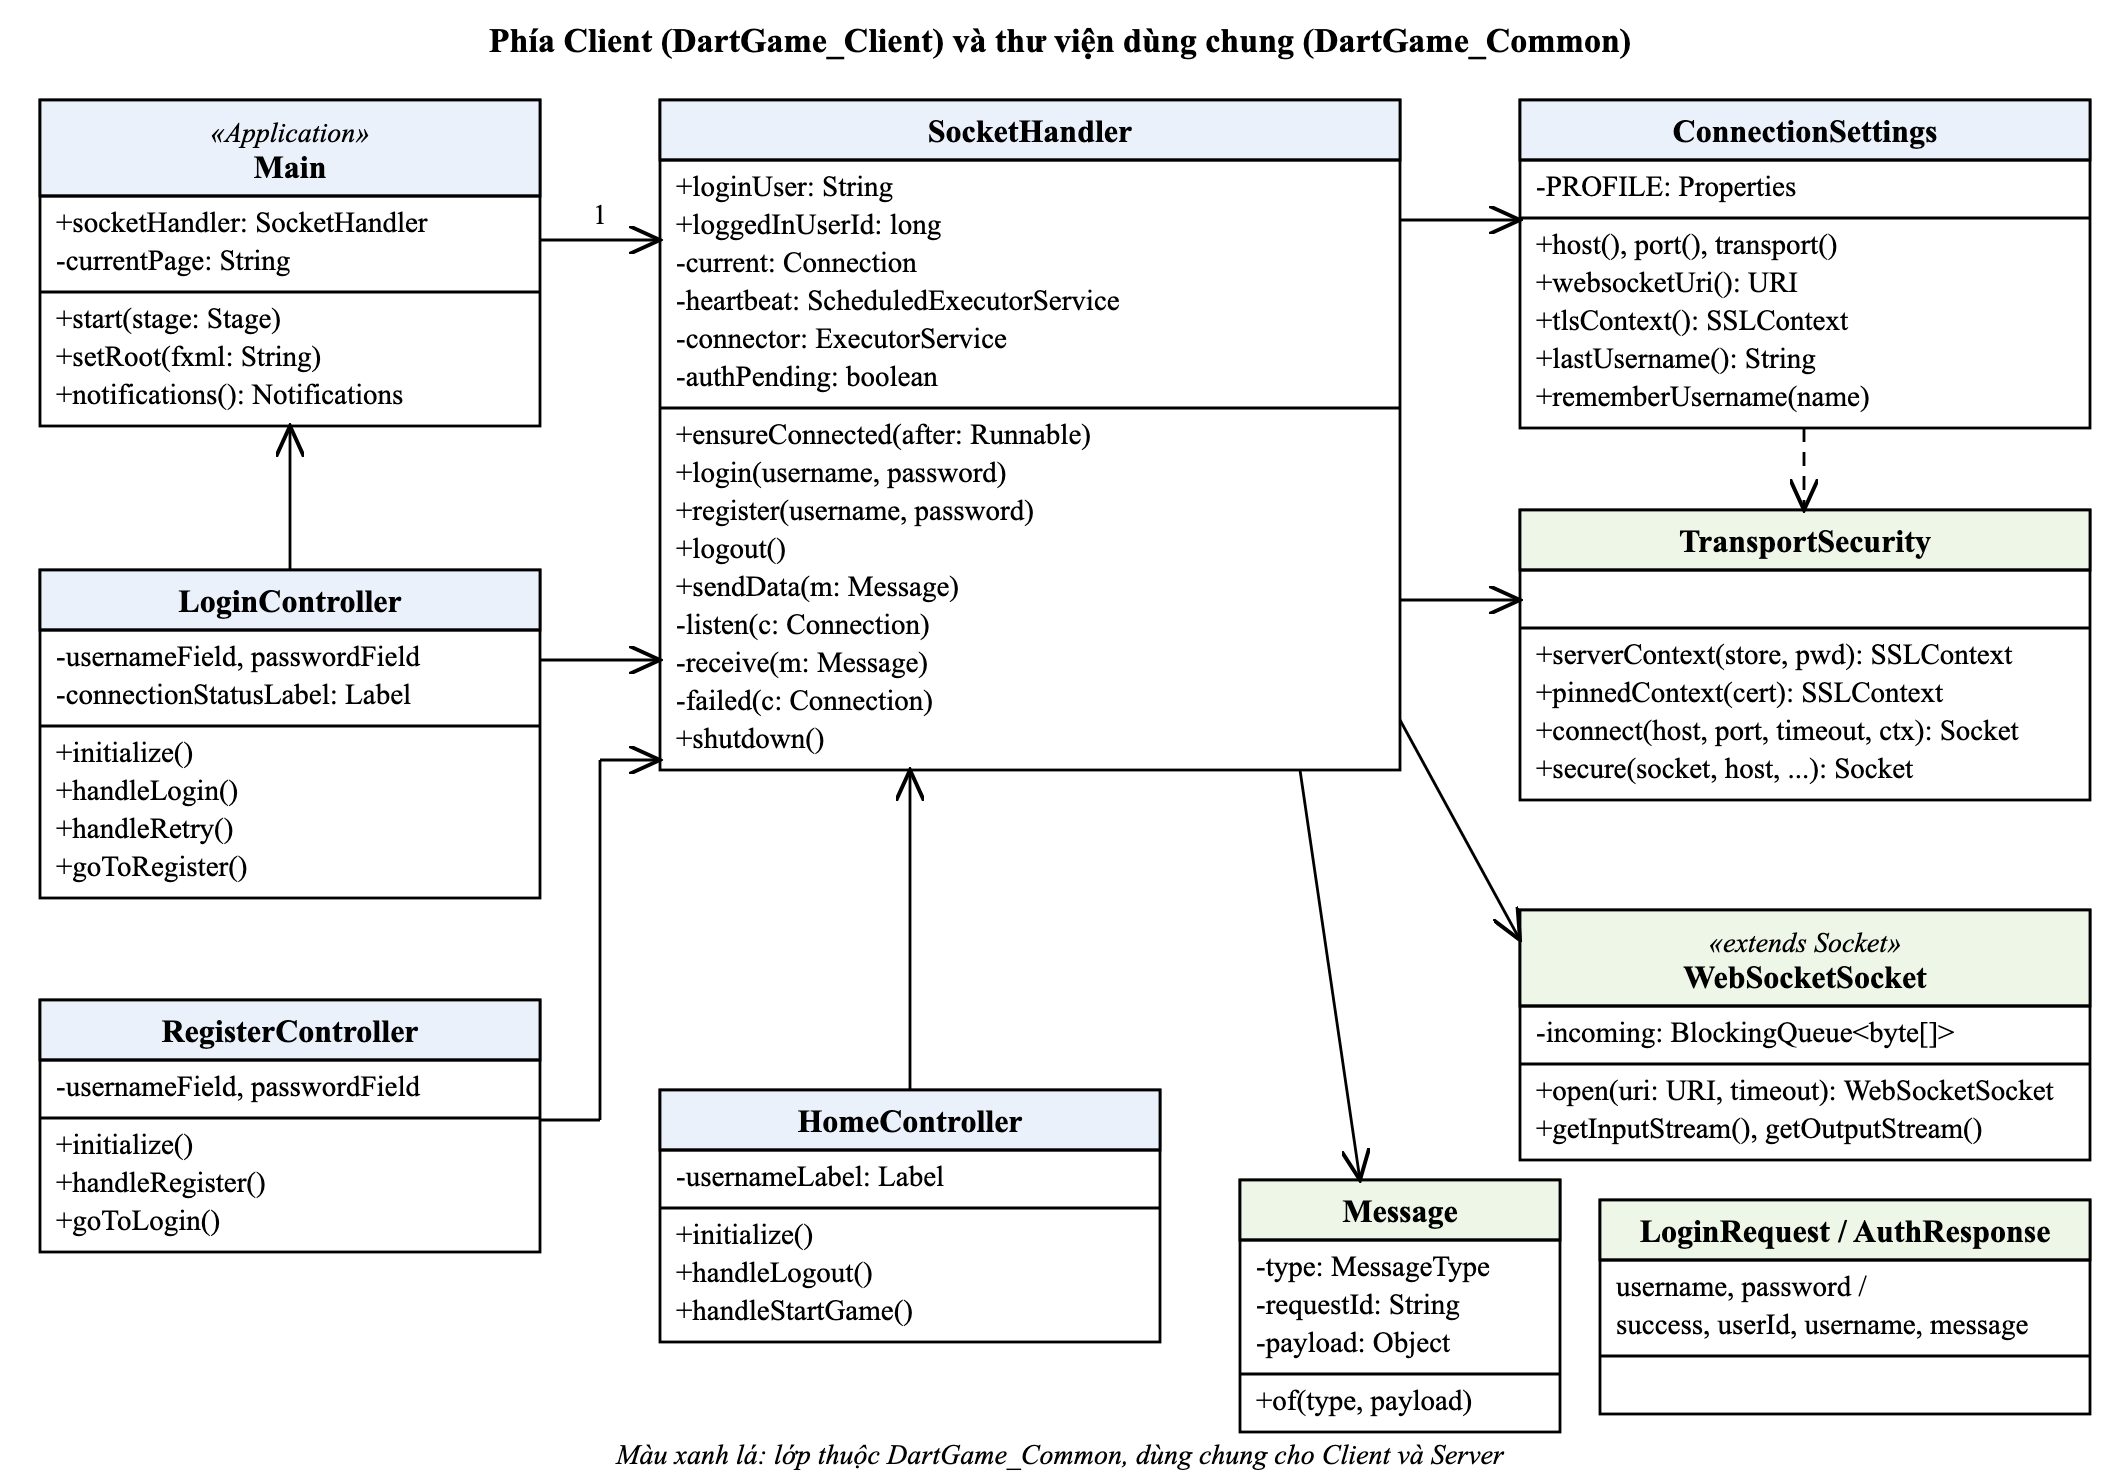 Phía Client (DartGame_Client) và thư viện dùng chung (DartGame_Common)
«Application»
Main
+socketHandler: SocketHandler
-currentPage: String
+start(stage: Stage)
+setRoot(fxml: String)
+notifications(): Notifications
1
SocketHandler
+loginUser: String
+loggedInUserId: long
-current: Connection
-heartbeat: ScheduledExecutorService
-connector: ExecutorService
-authPending: boolean
+ensureConnected(after: Runnable)
+login(username, password)
+register(username, password)
+logout()
+sendData(m: Message)
-listen(c: Connection)
-receive(m: Message)
-failed(c: Connection)
+shutdown()
ConnectionSettings
-PROFILE: Properties
+host(), port(), transport()
+websocketUri(): URI
+tlsContext(): SSLContext
+lastUsername(): String
+rememberUsername(name)
TransportSecurity
+serverContext(store, pwd): SSLContext
+pinnedContext(cert): SSLContext
+connect(host, port, timeout, ctx): Socket
+secure(socket, host, ...): Socket
LoginController
-usernameField, passwordField
-connectionStatusLabel: Label
+initialize()
+handleLogin()
+handleRetry()
+goToRegister()
RegisterController
-usernameField, passwordField
+initialize()
+handleRegister()
+goToLogin()
HomeController
-usernameLabel: Label
+initialize()
+handleLogout()
+handleStartGame()
«extends Socket»
WebSocketSocket
-incoming: BlockingQueue<byte[]>
+open(uri: URI, timeout): WebSocketSocket
+getInputStream(), getOutputStream()
Message
-type: MessageType
-requestId: String
-payload: Object
+of(type, payload)
LoginRequest / AuthResponse
username, password /
success, userId, username, message
Màu xanh lá: lớp thuộc DartGame_Common, dùng chung cho Client và Server